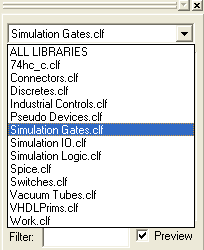 Simulation Gates.clf
ALL LIBRARIES
74hc_c.clf
Connectors.clf
Discretes.clf
Industrial Controls.clf
Pseudo Devices.clf
Simulation Gates.clf
Simulation IO.clf
Simulation Logic.clf
Spice.clf
Switches.clf
Vacuum Tubes.clf
VHDLPrims.clf
Work.clf
Filter:
Preview